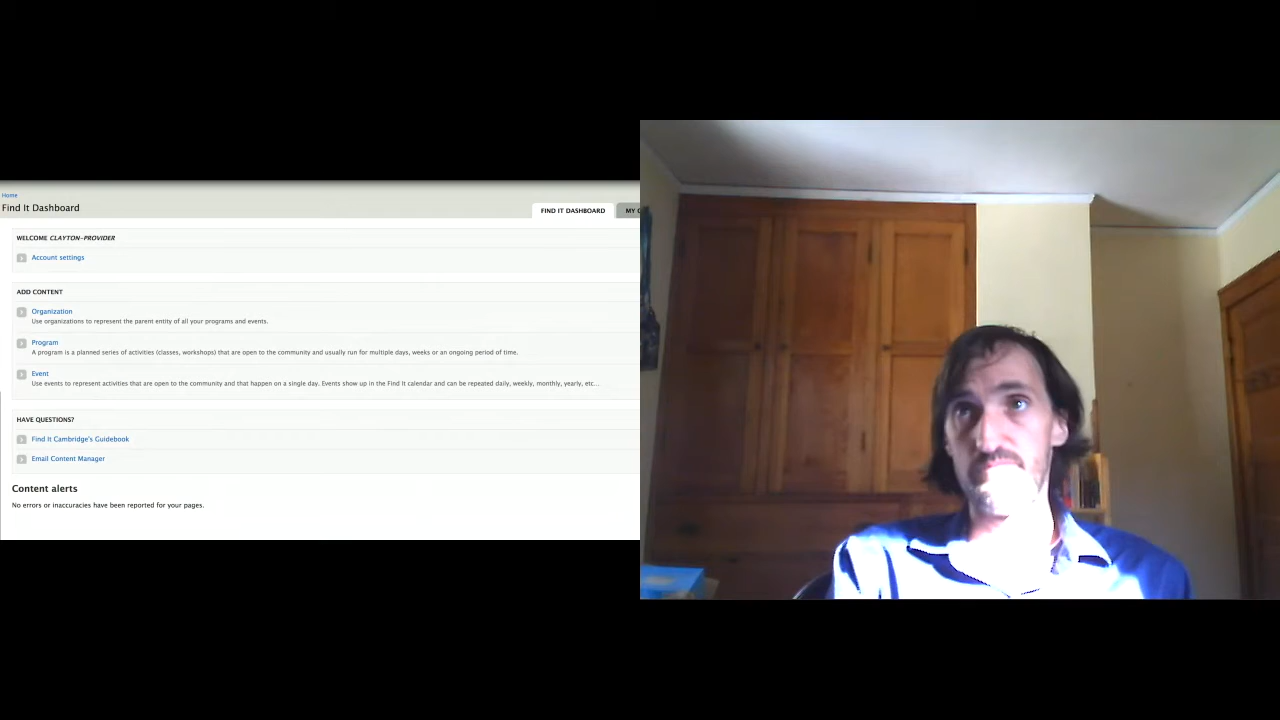 Home
Find It Dashboard
FIND IT DASHBOARD
MY
WELCOME CLAYTON-PROVIDER
Account settings
ADD CONTENT
Organization
Use organizations to represent the parent entity of all your programs and events.
Program
A program is a planned series of activities (classes, workshops) that are open to the community and usually run for multiple days, weeks or an ongoing period of time.
Event
Use events to represent activities that are open to the community and that happen on a single day. Events show up in the Find It calendar and can be repeated daily, weekly, monthly, yearly, etc...
HAVE QUESTIONS?
Find It Cambridge's Guidebook
Email Content Manager
Content alerts
No errors or inaccuracies have been reported for your pages.